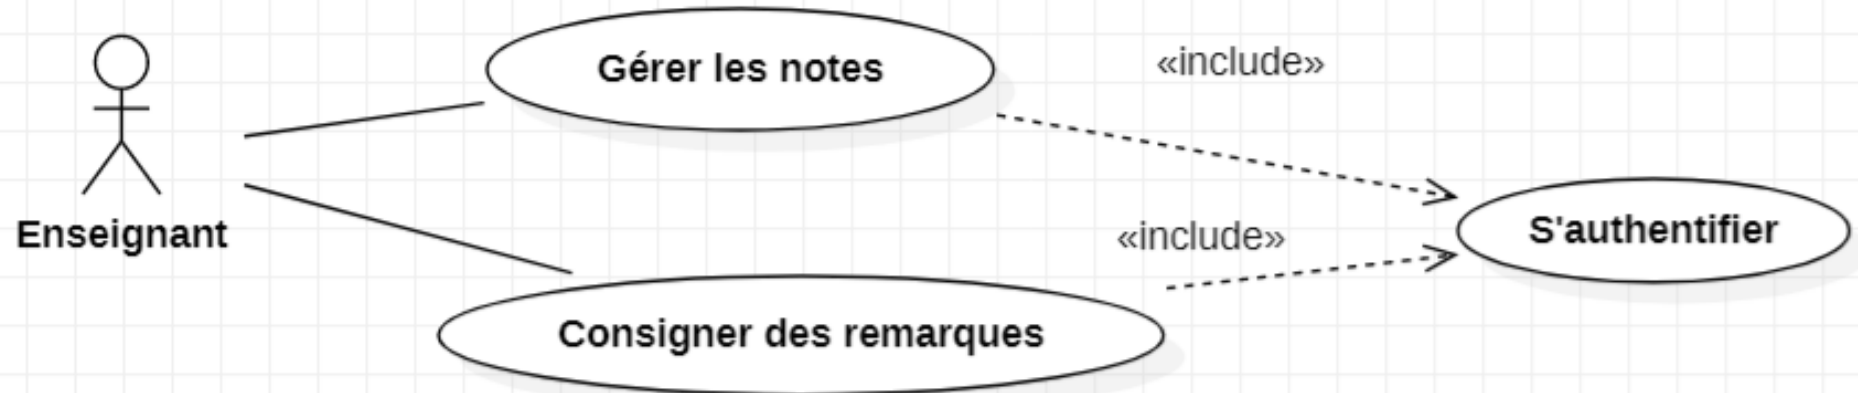 Gérer les notes
«include»
Enseignant
S'authentifier
«include»
Consigner des remarques